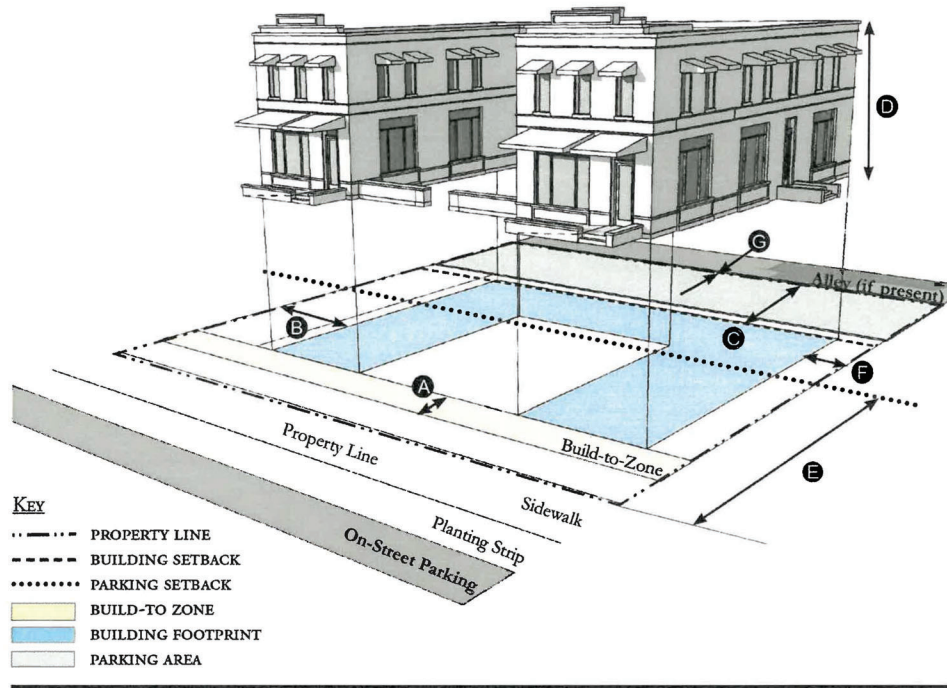 D
G
Alley (if present)
B
C
F
A
Property Line
Build-to-Zone
E
Sidewalk
Planting Strip
On-Street Parking
KEY
PROPERTY LINE
BUILDING SETBACK
PARKING SETBACK
BUILD-TO ZONE
BUILDING FOOTPRINT
PARKING AREA